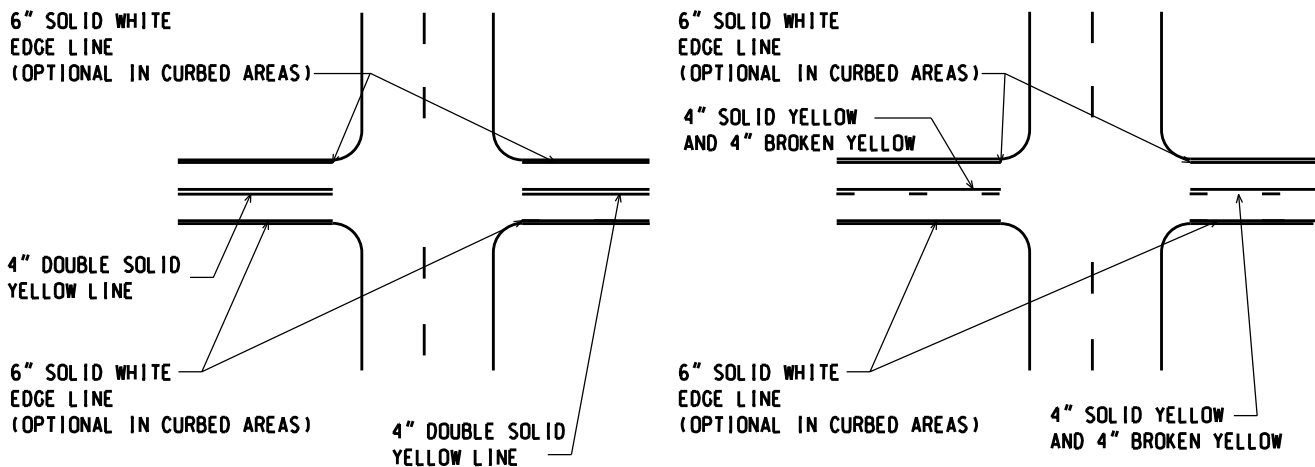 6" SOLID WHITE
EDGE LINE
(OPTIONAL IN CURBED AREAS)
4" DOUBLE SOLID
YELLOW LINE
6" SOLID WHITE
EDGE LINE
(OPTIONAL IN CURBED AREAS)
4" DOUBLE SOLID
YELLOW LINE
6" SOLID WHITE
EDGE LINE
(OPTIONAL IN CURBED AREAS)
4" SOLID YELLOW
AND 4" BROKEN YELLOW
6" SOLID WHITE
EDGE LINE
(OPTIONAL IN CURBED AREAS)
4" SOLID YELLOW
AND 4" BROKEN YELLOW